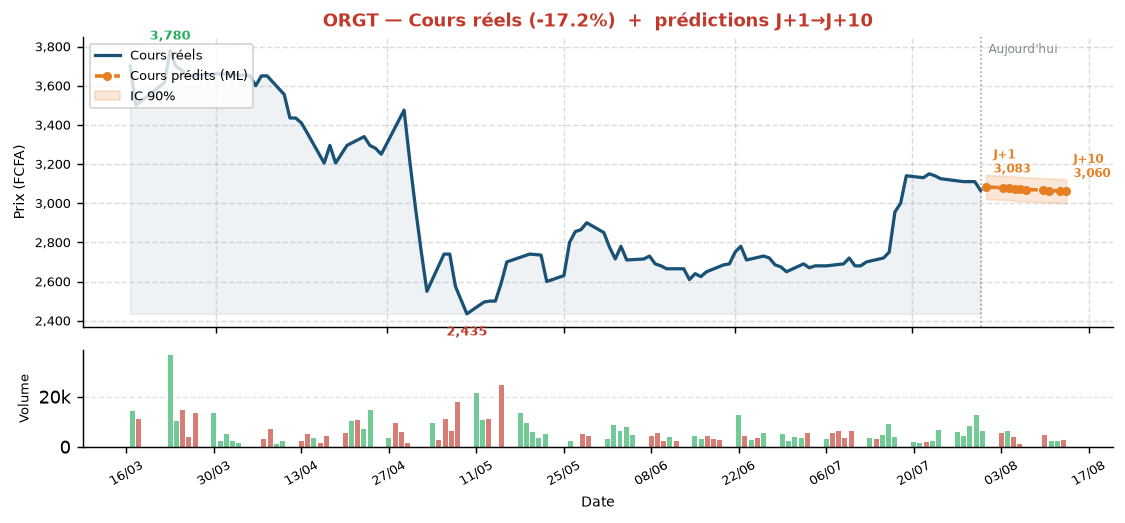 ORGT — Cours réels (-17.2%)  +  prédictions J+1→J+10
3,780
Cours réels
Cours prédits (ML)
IC 90%
Aujourd'hui
J+1
3,083
J+10
3,060
2,435
Prix (FCFA)
3,800
3,600
3,400
3,200
3,000
2,800
2,600
2,400
Volume
20k
0
16/03
30/03
13/04
27/04
11/05
25/05
08/06
22/06
06/07
20/07
03/08
17/08
Date